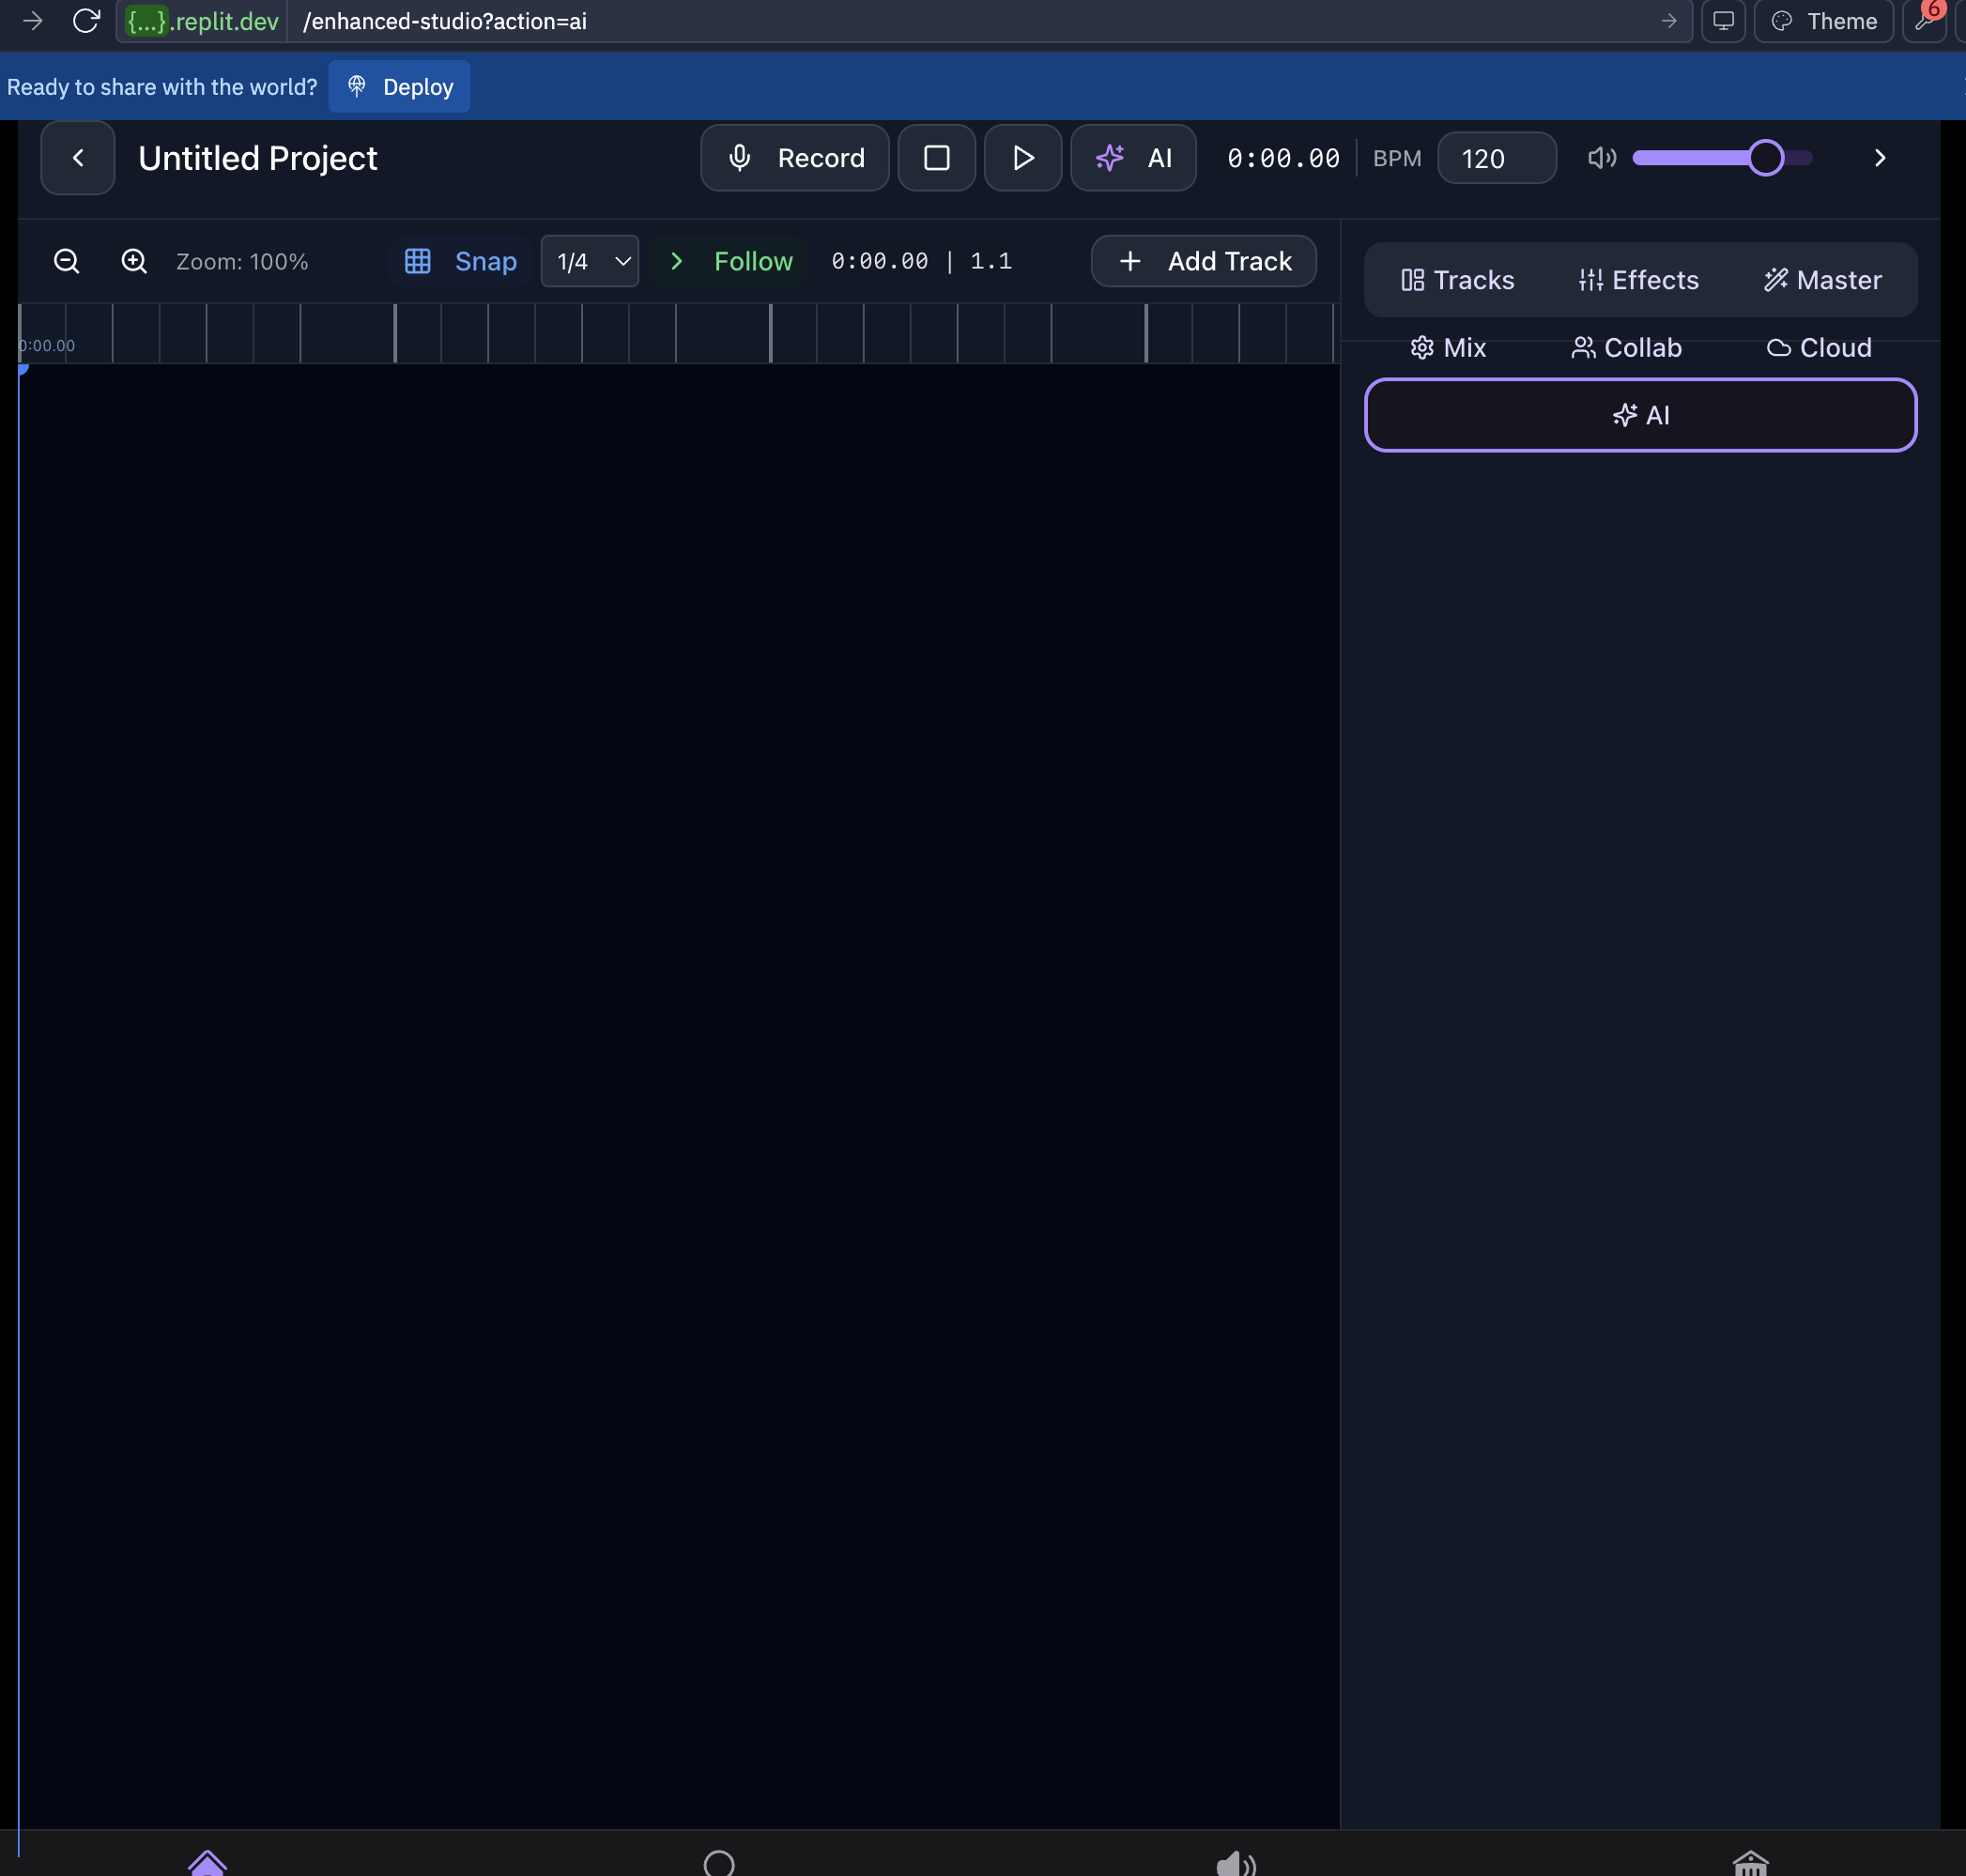 {...}.replit.dev /enhanced-studio?action=ai Theme 6
Ready to share with the world? Deploy
Untitled Project Record AI 0:00.00 BPM 120
Zoom: 100% Snap 1/4 Follow 0:00.00 | 1.1 Add Track
0:00.00
Tracks Effects Master
Mix Collab Cloud
AI